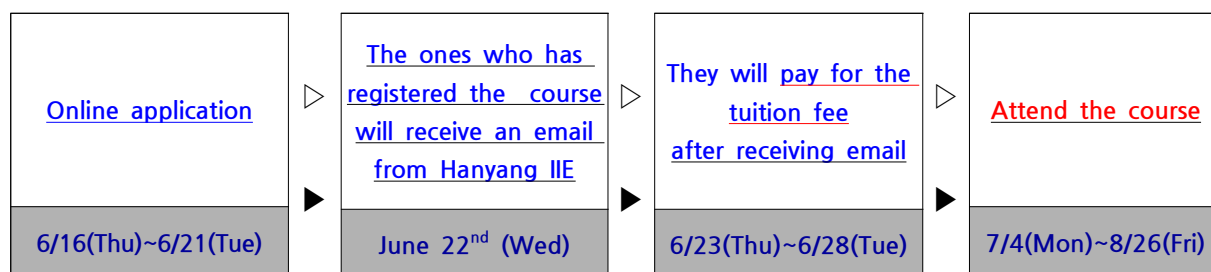 Online application
6/16(Thu)~6/21(Tue)
The ones who has
registered the course
will receive an email
from Hanyang IIE
June 22nd (Wed)
They will pay for the
tuition fee
after receiving email
6/23(Thu)~6/28(Tue)
Attend the course
7/4(Mon)~8/26(Fri)